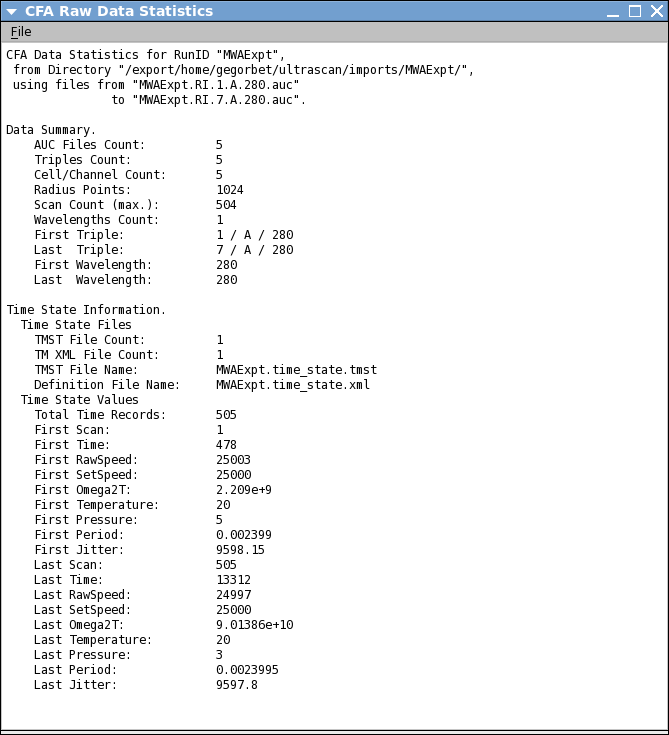 CFA Raw Data Statistics
File
CFA Data Statistics for RunID "MWAExpt",
 from Directory "/export/home/gegorbet/ultrascan/imports/MWAExpt/",
 using files from "MWAExpt.RI.1.A.280.auc"
               to "MWAExpt.RI.7.A.280.auc".

Data Summary.
    AUC Files Count:          5
    Triples Count:            5
    Cell/Channel Count:       5
    Radius Points:            1024
    Scan Count (max.):        504
    Wavelengths Count:        1
    First Triple:             1 / A / 280
    Last  Triple:             7 / A / 280
    First Wavelength:         280
    Last  Wavelength:         280

Time State Information.
  Time State Files
    TMST File Count:          1
    TM XML File Count:        1
    TMST File Name:           MWAExpt.time_state.tmst
    Definition File Name:     MWAExpt.time_state.xml
  Time State Values
    Total Time Records:       505
    First Scan:               1
    First Time:               478
    First RawSpeed:           25003
    First SetSpeed:           25000
    First Omega2T:            2.209e+9
    First Temperature:        20
    First Pressure:           5
    First Period:             0.002399
    First Jitter:             9598.15
    Last Scan:                505
    Last Time:                13312
    Last RawSpeed:            24997
    Last SetSpeed:            25000
    Last Omega2T:             9.01386e+10
    Last Temperature:         20
    Last Pressure:            3
    Last Period:              0.0023995
    Last Jitter:              9597.8